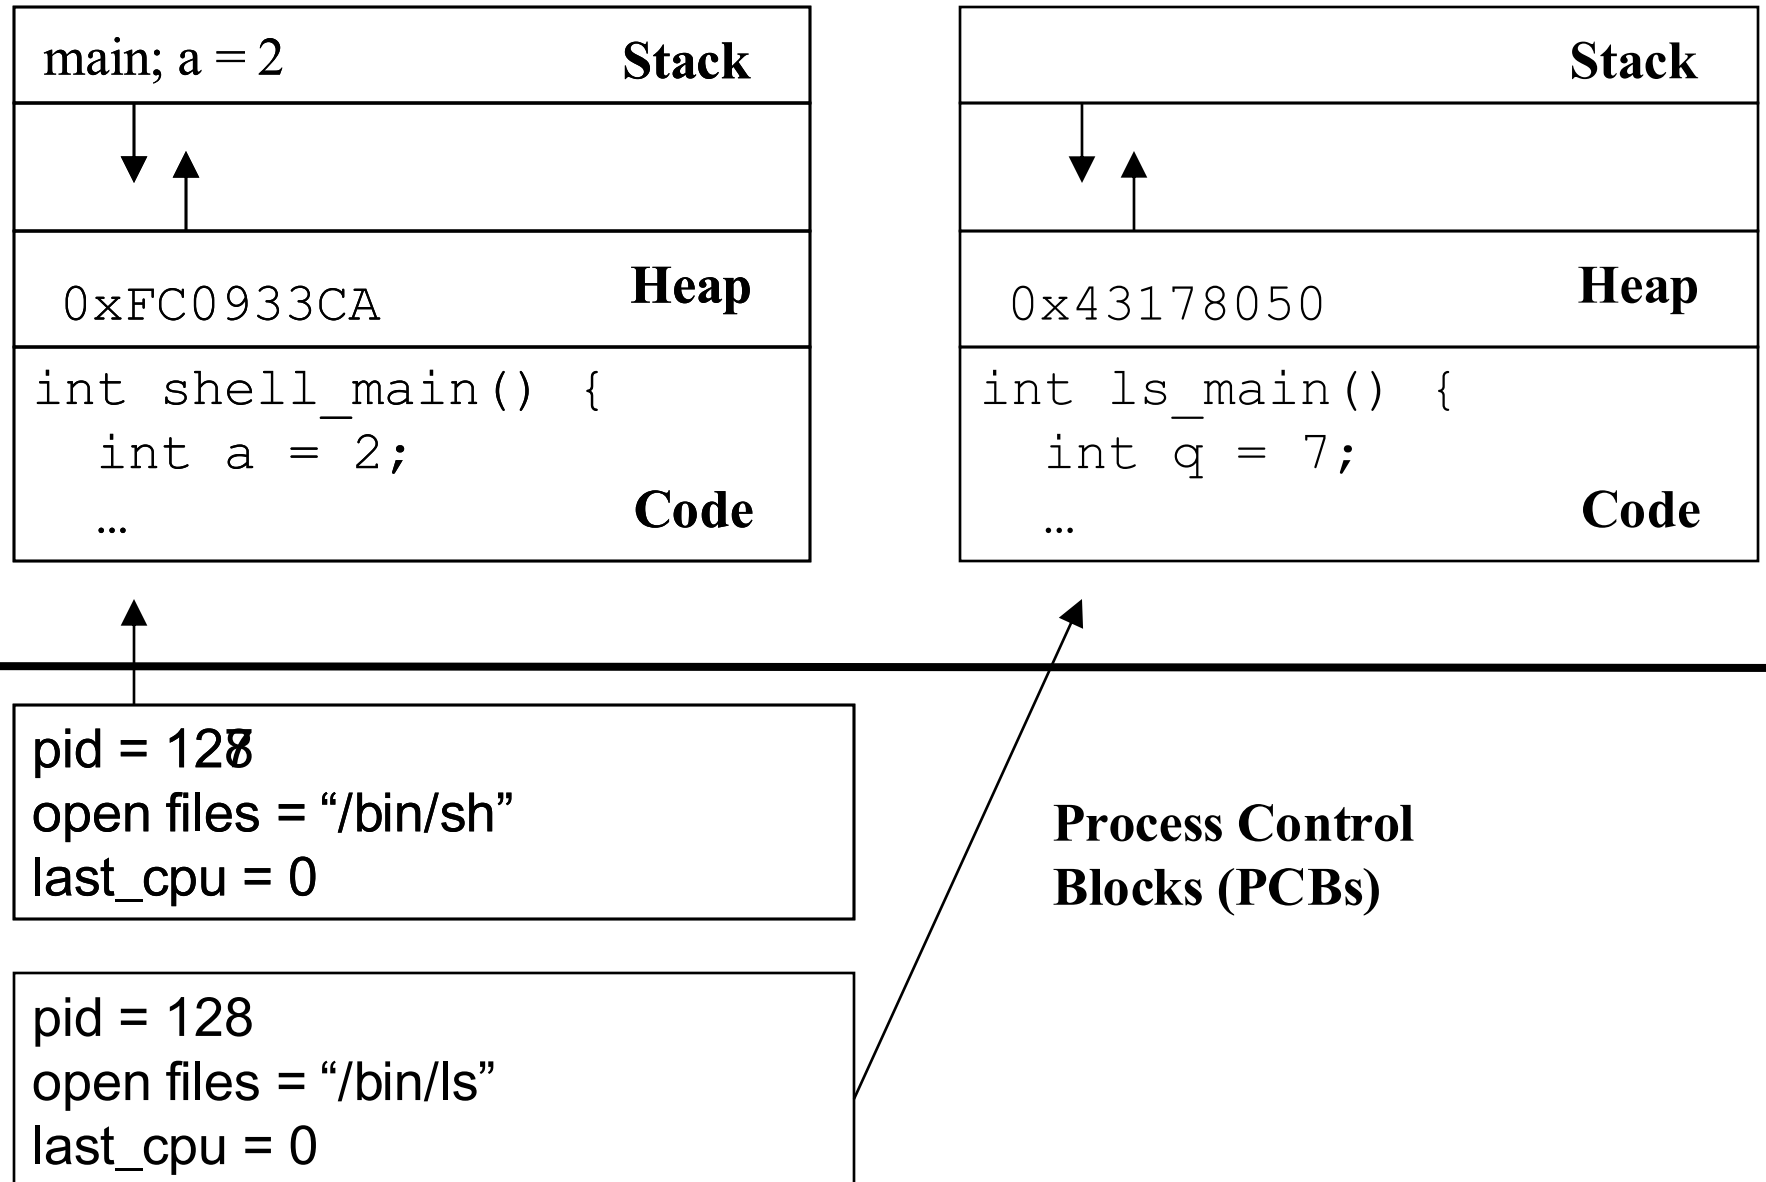 main; a = 2
Stack
Heap
0xFC0933CA
int shell_main() {
int a = 2;
…
Code
Stack
Heap
0x43178050
int ls_main() {
int q = 7;
…
Code
pid =
open files = “/bin/sh”
last_cpu = 0
Process Control
Blocks (PCBs)
pid = 128
open files = “/bin/ls”
last_cpu = 0